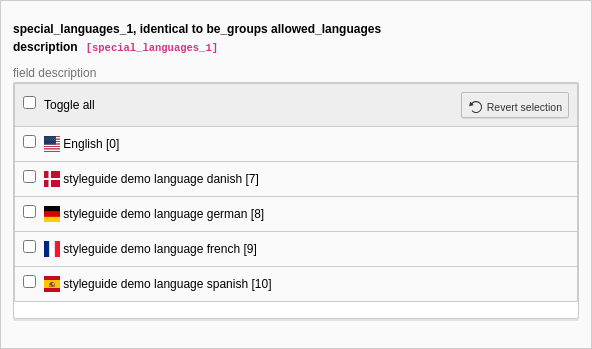 special_languages_1, identical to be_groups allowed_languages
description [special_languages_1]
field description
Toggle all
Revert selection
English [0]
styleguide demo language danish [7]
styleguide demo language german [8]
styleguide demo language french [9]
styleguide demo language spanish [10]